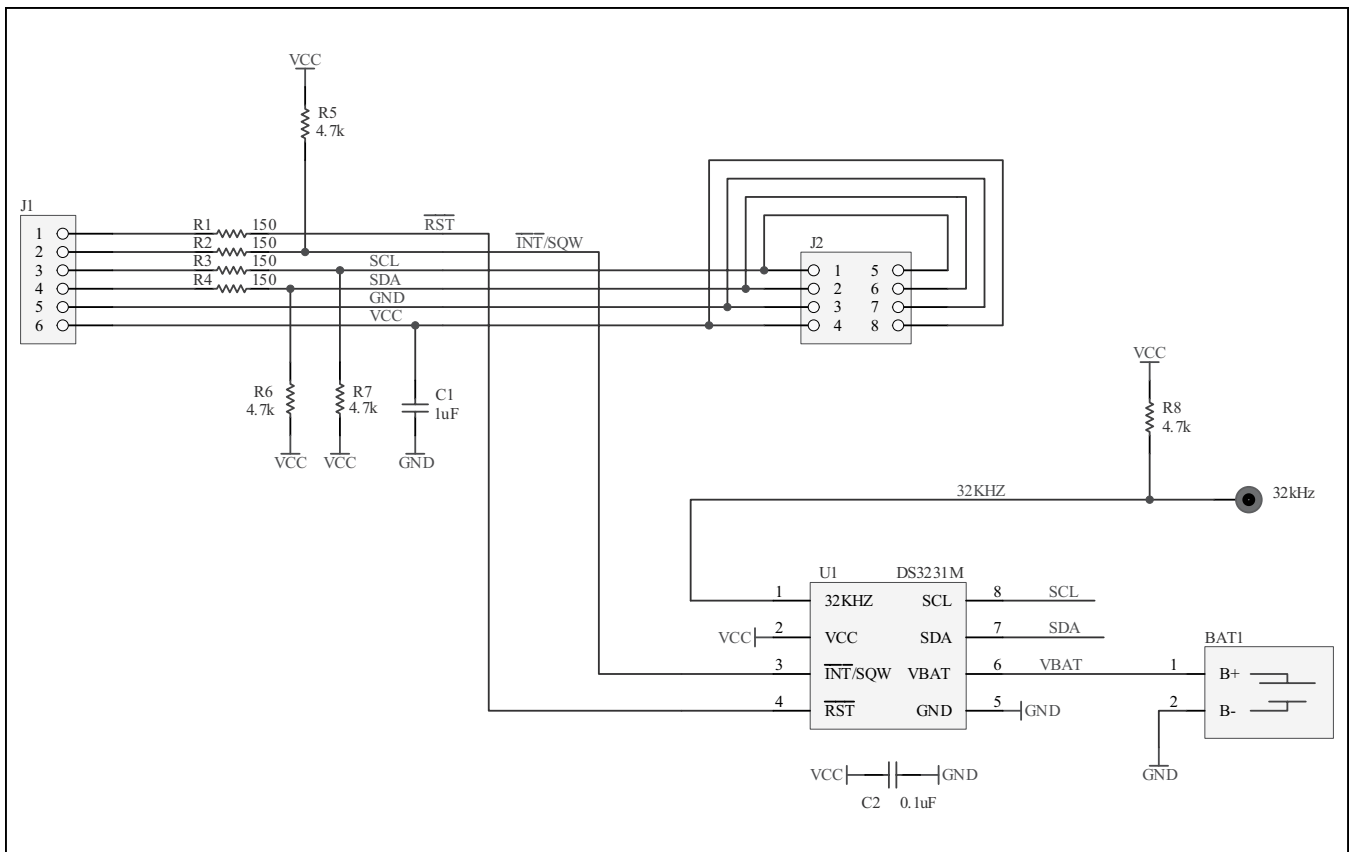 VCC
R5
4.7k
J1
1 R1 150 RST
2 R2 150 INT/SQW
3 R3 150 SCL
4 R4 150 SDA
5 GND
6 VCC
J2
1 5
2 6
3 7
4 8
R6
4.7k
R7
4.7k
C1
1uF
VCC
VCC
GND
VCC
R8
4.7k
32KHZ
32kHz
U1 DS3231M
1 32KHZ SCL 8 SCL
VCC 2 VCC SDA 7 SDA
3 INT/SQW VBAT 6 VBAT
4 RST GND 5 GND
BAT1
1 B+
2 B-
GND
VCC GND
C2 0.1uF